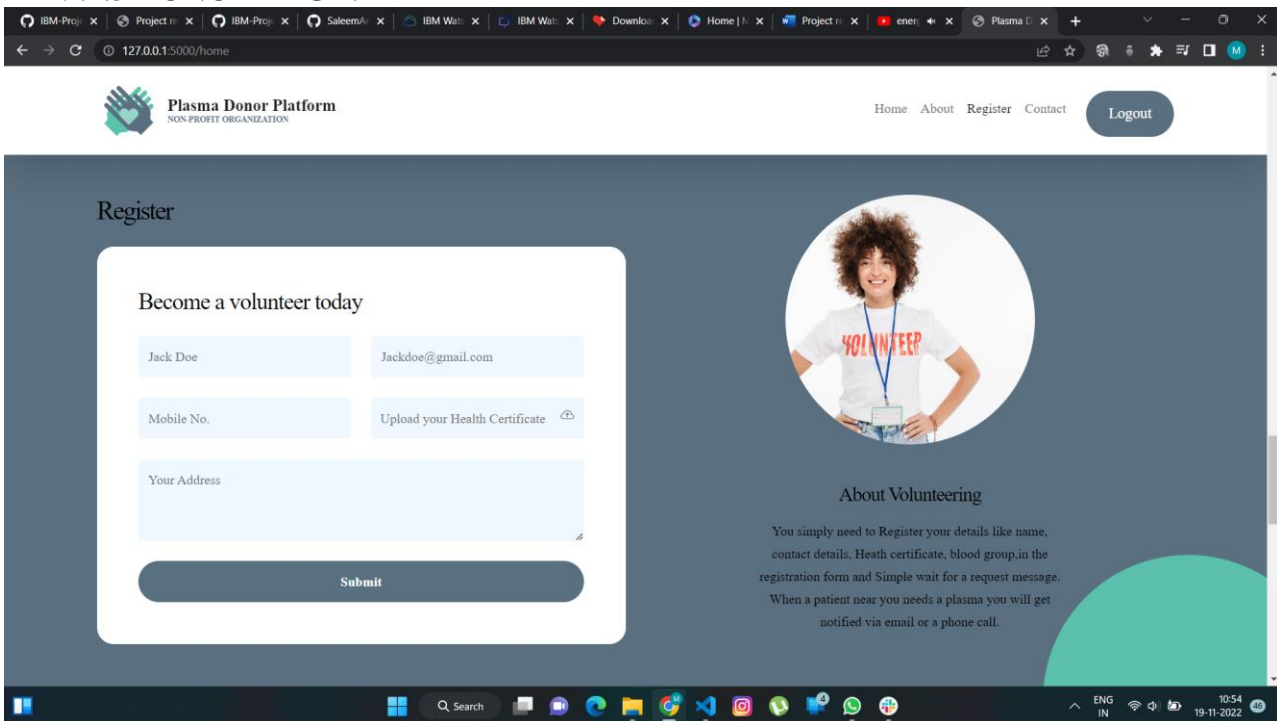 IBM-Proje
Project re
IBM-Proje
SaleemAr
IBM Wats
IBM Wats
Downloa
Home | M
Project re
energ
Plasma D
127.0.0.1:5000/home
M
Plasma Donor Platform
NON-PROFIT ORGANIZATION
Home About Register Contact
Logout
Register
Become a volunteer today
Jack Doe
Jackdoe@gmail.com
Mobile No.
Upload your Health Certificate
Your Address
Submit
VOLUNTEER
About Volunteering
You simply need to Register your details like name,
contact details, Heath certificate, blood group,in the
registration form and Simple wait for a request message.
When a patient near you needs a plasma you will get
notified via email or a phone call.
Search
4
ENG
IN
10:54
19-11-2022
46